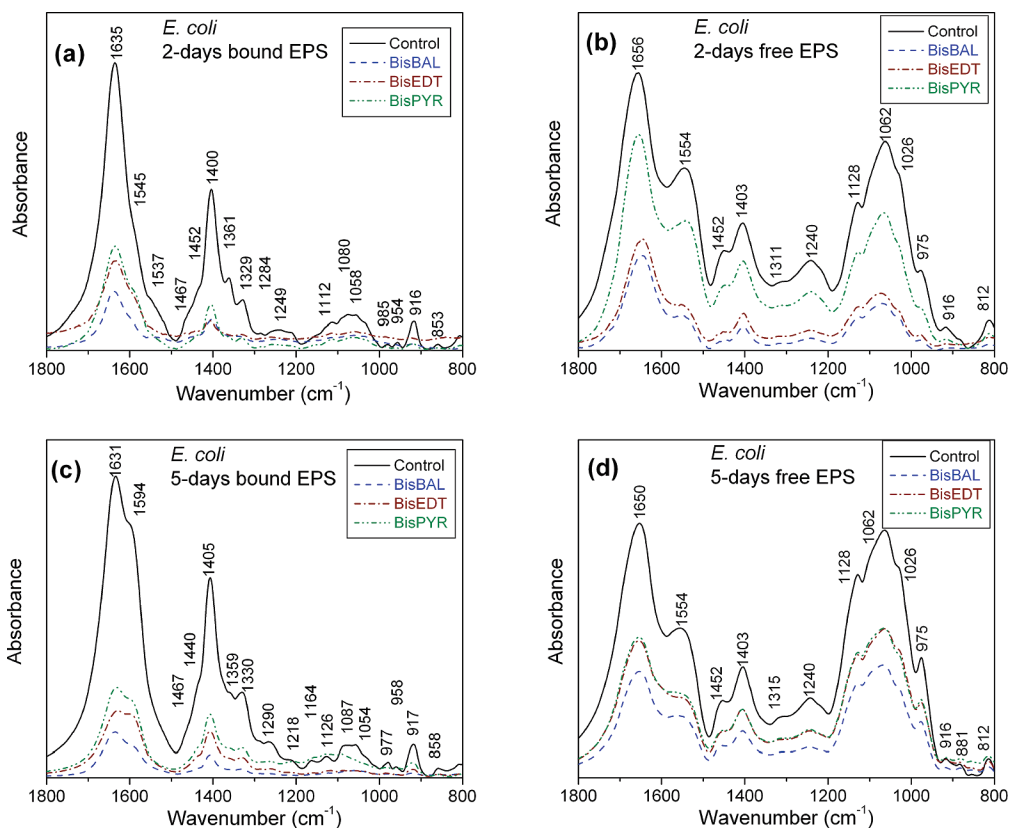 (a)
E. coli
2-days bound EPS
Control
BisBAL
BisEDT
BisPYR
1635
1545
1537
1467
1452
1400
1361
1329
1284
1249
1112
1080
1058
985
954
916
853
Absorbance
1800 1600 1400 1200 1000 800
Wavenumber (cm-1)
(b)
E. coli
2-days free EPS
Control
BisBAL
BisEDT
BisPYR
1656
1554
1452
1403
1311
1240
1128
1062
1026
975
916
812
Absorbance
1800 1600 1400 1200 1000 800
Wavenumber (cm-1)
(c)
E. coli
5-days bound EPS
Control
BisBAL
BisEDT
BisPYR
1631
1594
1467
1440
1405
1359
1330
1290
1218
1164
1126
1087
1054
977
958
917
858
Absorbance
1800 1600 1400 1200 1000 800
Wavenumber (cm-1)
(d)
E. coli
5-days free EPS
Control
BisBAL
BisEDT
BisPYR
1650
1554
1452
1403
1315
1240
1128
1062
1026
975
916
881
812
Absorbance
1800 1600 1400 1200 1000 800
Wavenumber (cm-1)